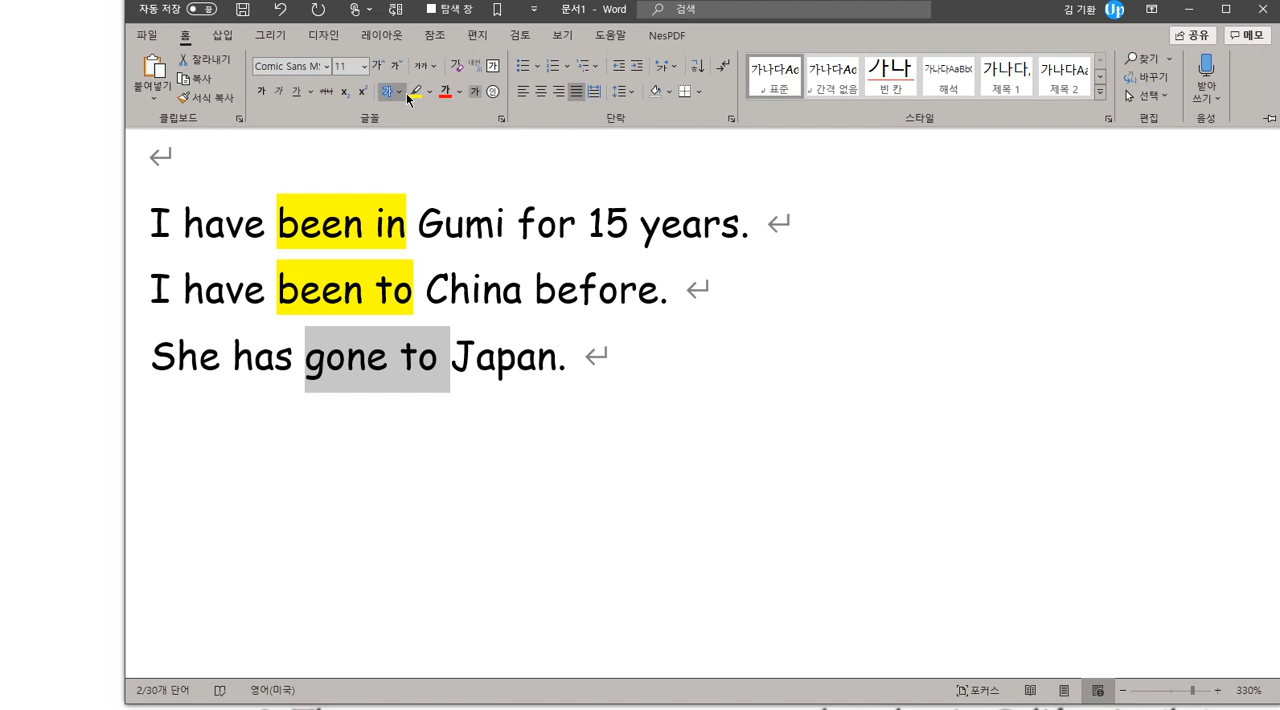 자동 저장 끔 탐색 창 문서1 - Word 검색 김 기환
파일 홈 삽입 그리기 디자인 레이아웃 참조 편지 검토 보기 도움말 NesPDF 공유 메모
붙여넣기 잘라내기 복사 서식 복사 클립보드
Comic Sans M 11 글꼴
단락
가나다Ac 가나다Ac 가나 가나다AaBbC 가나다, 가나다Aa
표준 간격 없음 빈 칸 해석 제목 1 제목 2
스타일
찾기 바꾸기 선택 편집
받아쓰기 음성
I have been in Gumi for 15 years.
I have been to China before.
She has gone to Japan.
2/30개 단어 영어(미국) 포커스 330%